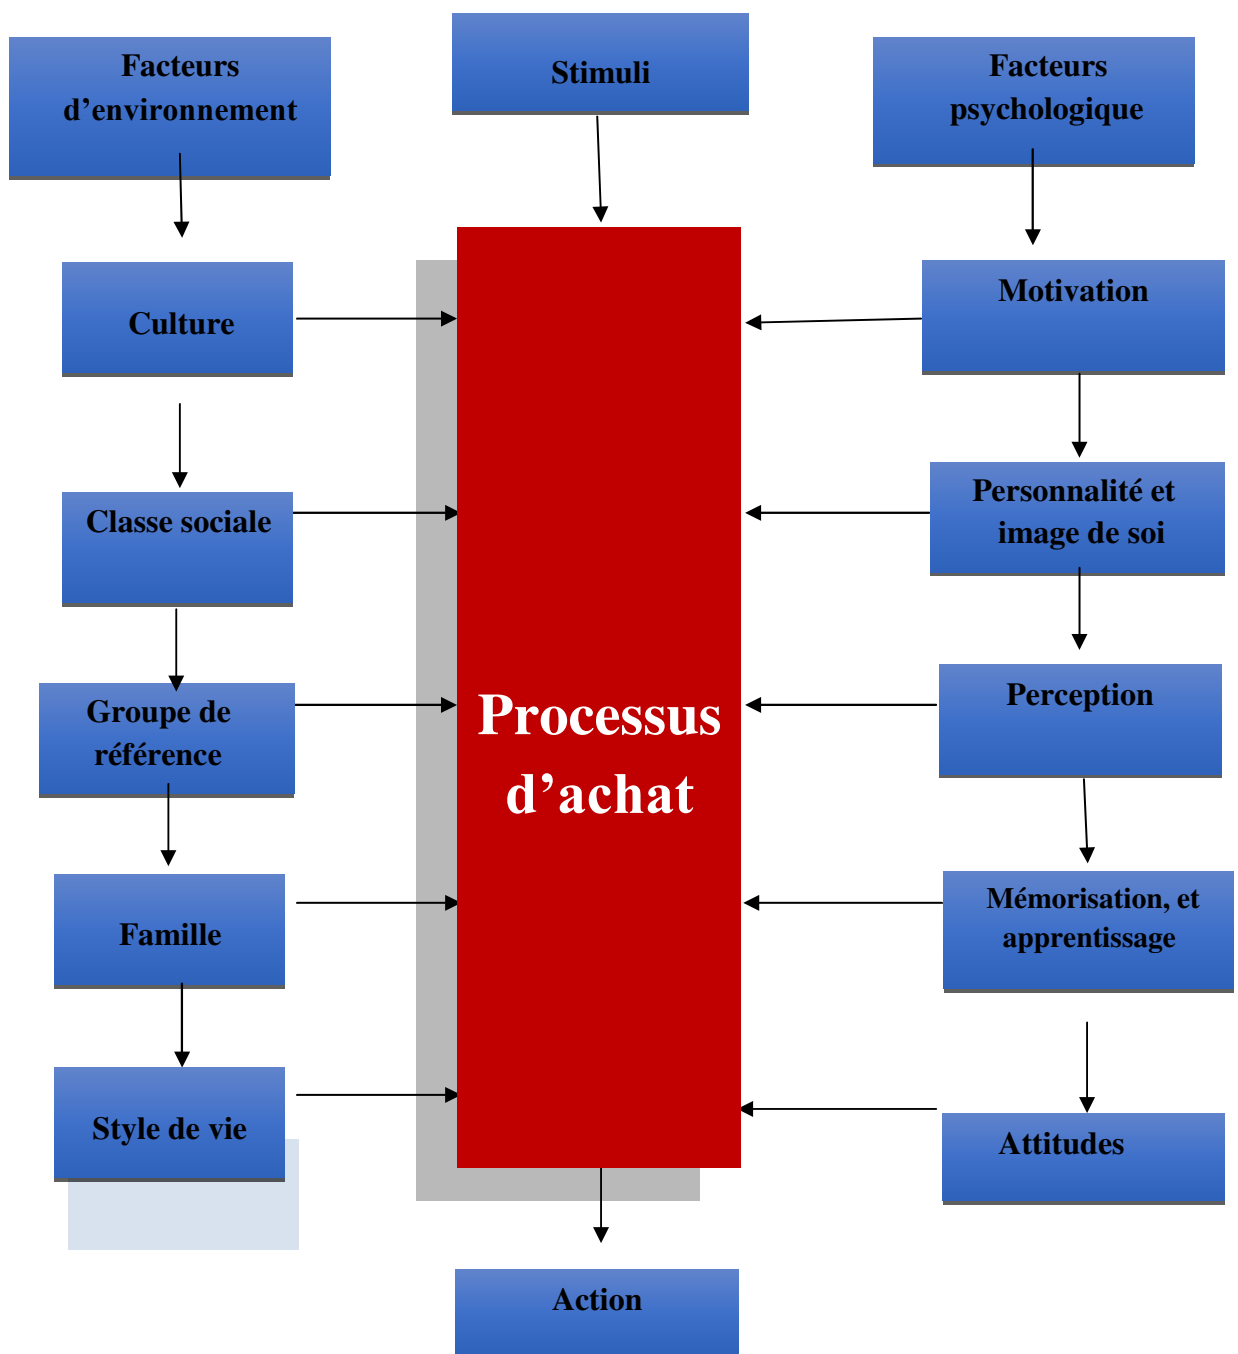 Facteurs
d’environnement
Stimuli
Facteurs
psychologique
Culture
Motivation
Classe sociale
Personnalité et
image de soi
Groupe de
référence
Perception
Processus
d’achat
Famille
Mémorisation, et
apprentissage
Style de vie
Attitudes
Action